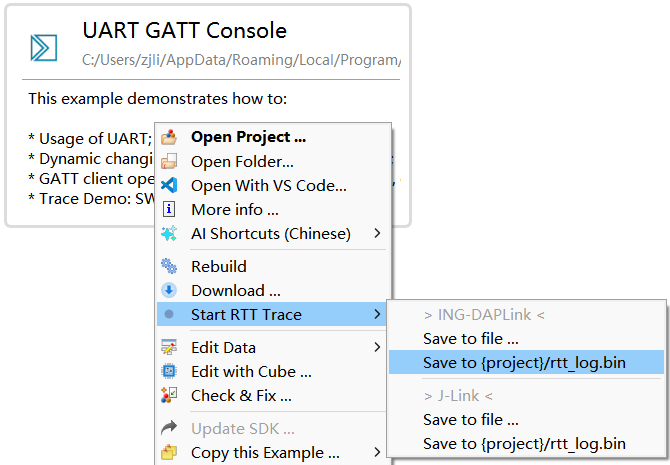 UART GATT Console
C:/Users/zjli/AppData/Roaming/Local/Program/
This example demonstrates how to:
* Usage of UART;
* Dynamic changi
* GATT client ope
* Trace Demo: SW
Open Project ...
Open Folder...
Open With VS Code...
More info ...
AI Shortcuts (Chinese)
Rebuild
Download ...
Start RTT Trace
Edit Data
Edit with Cube ...
Check & Fix ...
Update SDK ...
Copy this Example ...
> ING-DAPLink <
Save to file ...
Save to {project}/rtt_log.bin
> J-Link <
Save to file ...
Save to {project}/rtt_log.bin